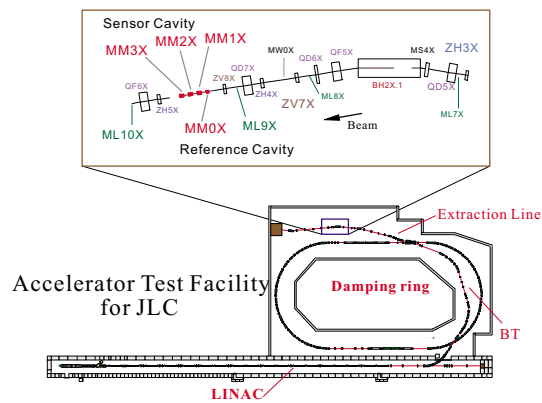 Sensor Cavity
MM2X
MM1X
MM3X
MW0X
QF5X
MS4X
ZH3X
QD6X
QD7X
QF6X
ZV8X
ZH4X
BH2X.1
QD5X
ZH5X
ZV7X
ML8X
ML7X
ML10X
MM0X
ML9X
Beam
Reference Cavity
Extraction Line
Accelerator Test Facility
for JLC
Damping ring
BT
LINAC